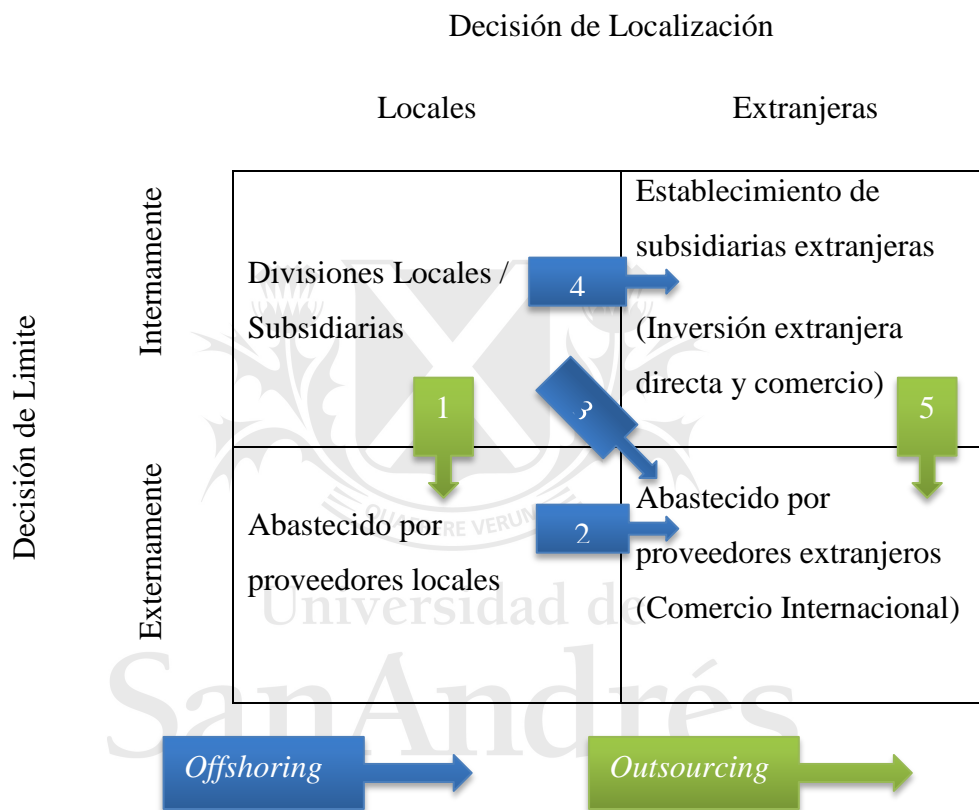 Decisión de Localización
Locales
Extranjeras
Decisión de Limite
Internamente
Externamente
Divisiones Locales /
Subsidiarias
Establecimiento de
subsidiarias extranjeras
(Inversión extranjera
directa y comercio)
4
1
3
5
Abastecido por
proveedores locales
2
Abastecido por
proveedores extranjeros
(Comercio Internacional)
Universidad de
SanAndrés
Offshoring
Outsourcing